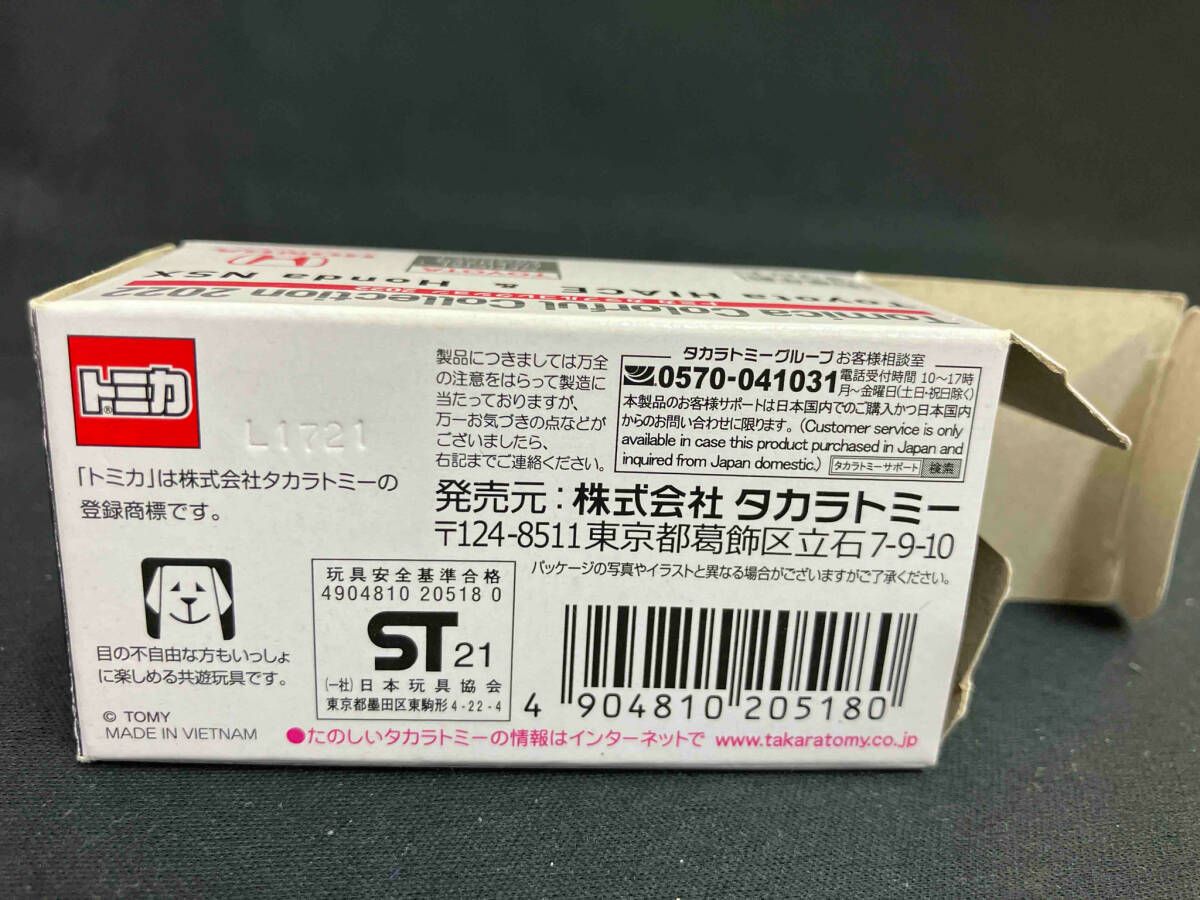 Tomica Colorful Collection 2022
トミカ カラフルコレクション 2022
Toyota HIACE & Honda NSX
TOYOTA
トミカ
®
L1721
「トミカ」は株式会社タカラトミーの
登録商標です。
目の不自由な方もいっしょ
に楽しめる共遊玩具です。
© TOMY
MADE IN VIETNAM
製品につきましては万全
の注意をはらって製造に
当たっておりますが、
万一お気づきの点などが
ございましたら、
右記までご連絡ください。
タカラトミーグループ お客様相談室
0570-041031 電話受付時間 10〜17時
月〜金曜日(土日・祝日除く)
本製品のお客様サポートは日本国内でのご購入かつ日本国内
からのお問い合わせに限ります。(Customer service is only
available in case this product purchased in Japan and
inquired from Japan domestic.) タカラトミーサポート 検索
発売元：株式会社 タカラトミー
〒124-8511 東京都葛飾区立石7-9-10
パッケージの写真やイラストと異なる場合がございますがご了承ください。
玩具安全基準合格
4904810 20518 0
ST 21
(一社)日本玩具協会
東京都墨田区東駒形4-22-4
4 904810 205180
●たのしいタカラトミーの情報はインターネットで www.takaratomy.co.jp